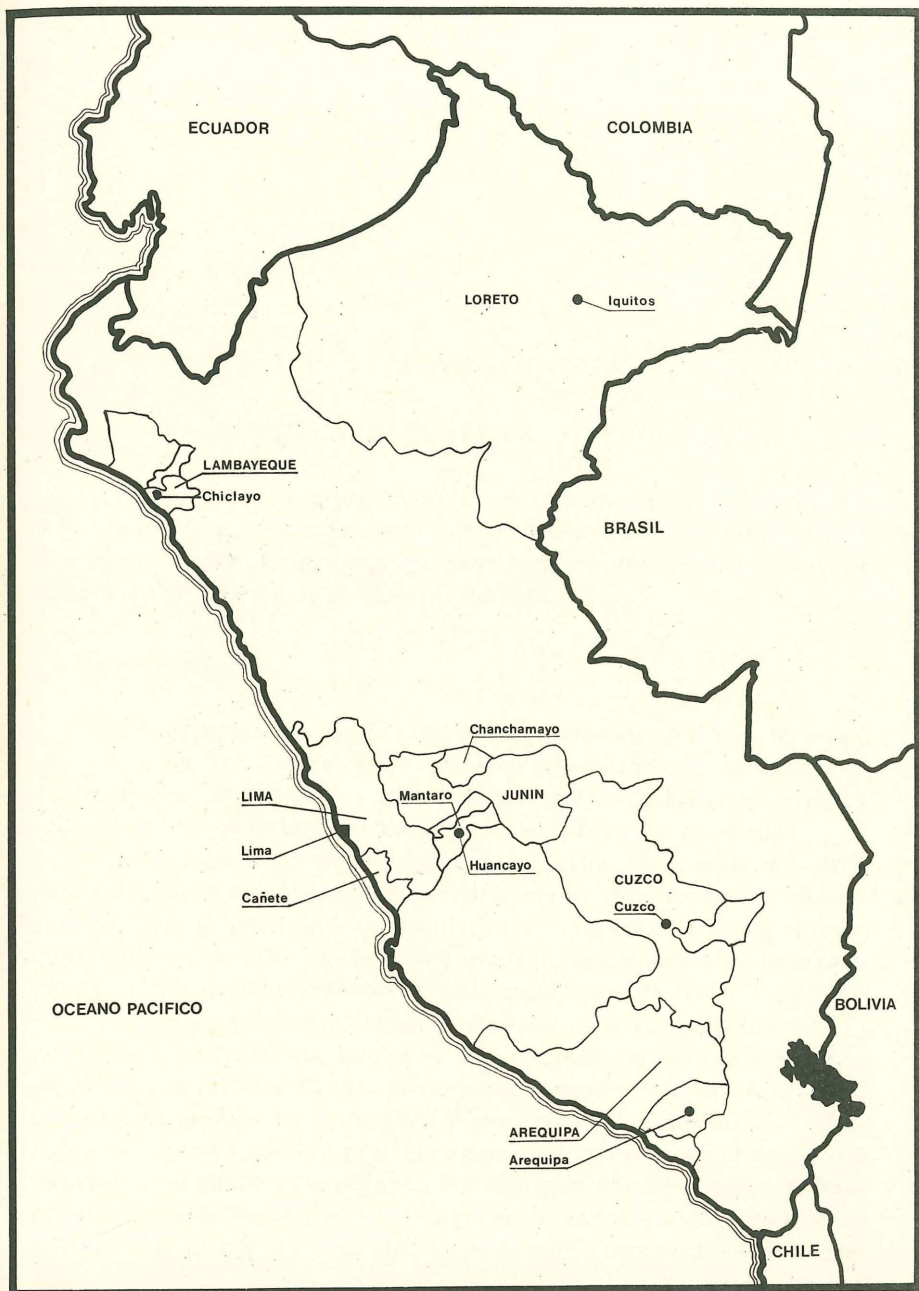 ECUADOR
COLOMBIA
LORETO
Iquitos
LAMBAYEQUE
Chiclayo
BRASIL
Chanchamayo
LIMA
Mantaro
JUNIN
Lima
Huancayo
Cañete
CUZCO
Cuzco
OCEANO PACIFICO
BOLIVIA
AREQUIPA
Arequipa
CHILE